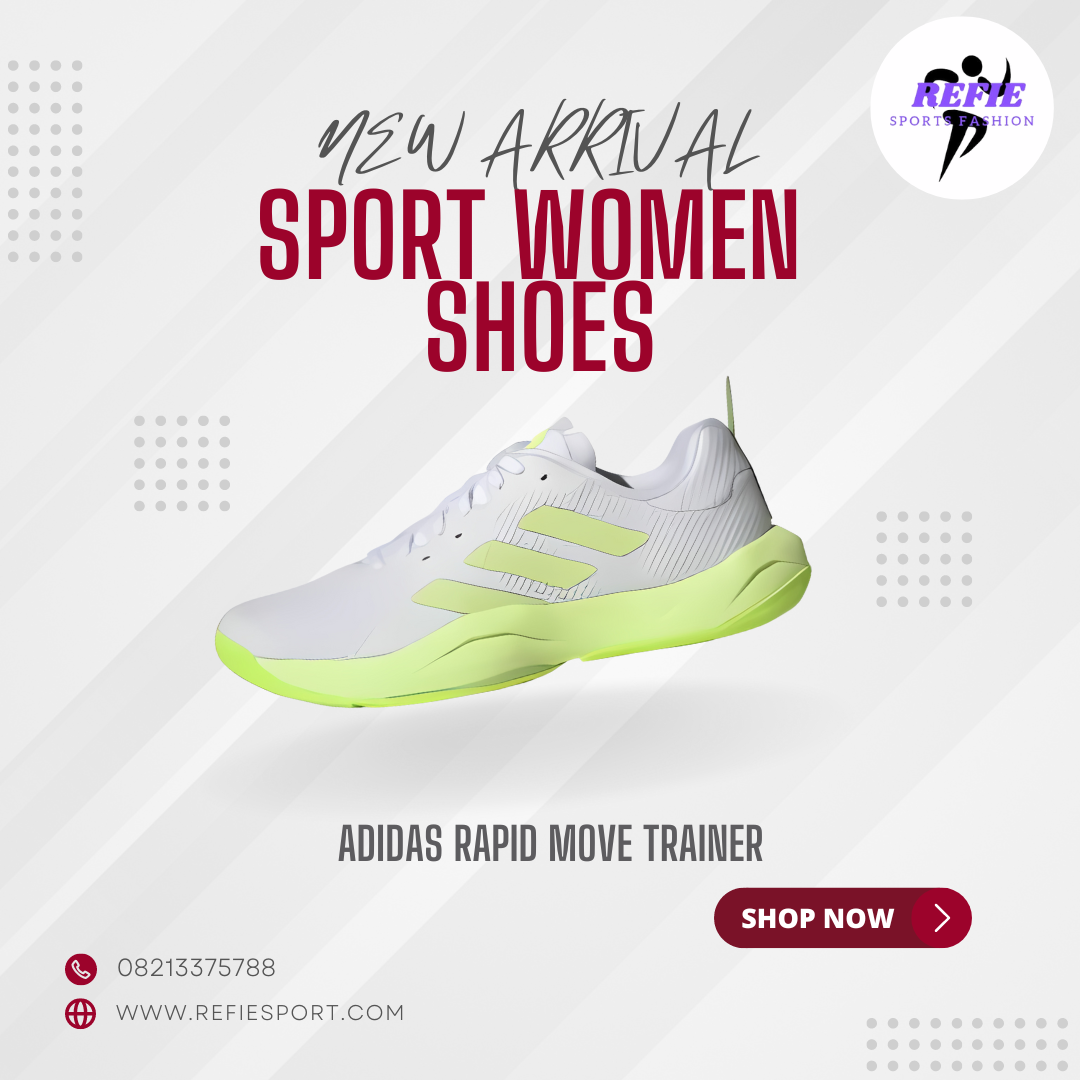 REFIE
SPORTS FASHION
NEW ARRIVAL
SPORT WOMEN
SHOES
ADIDAS RAPID MOVE TRAINER
SHOP NOW
08213375788
WWW.REFIESPORT.COM